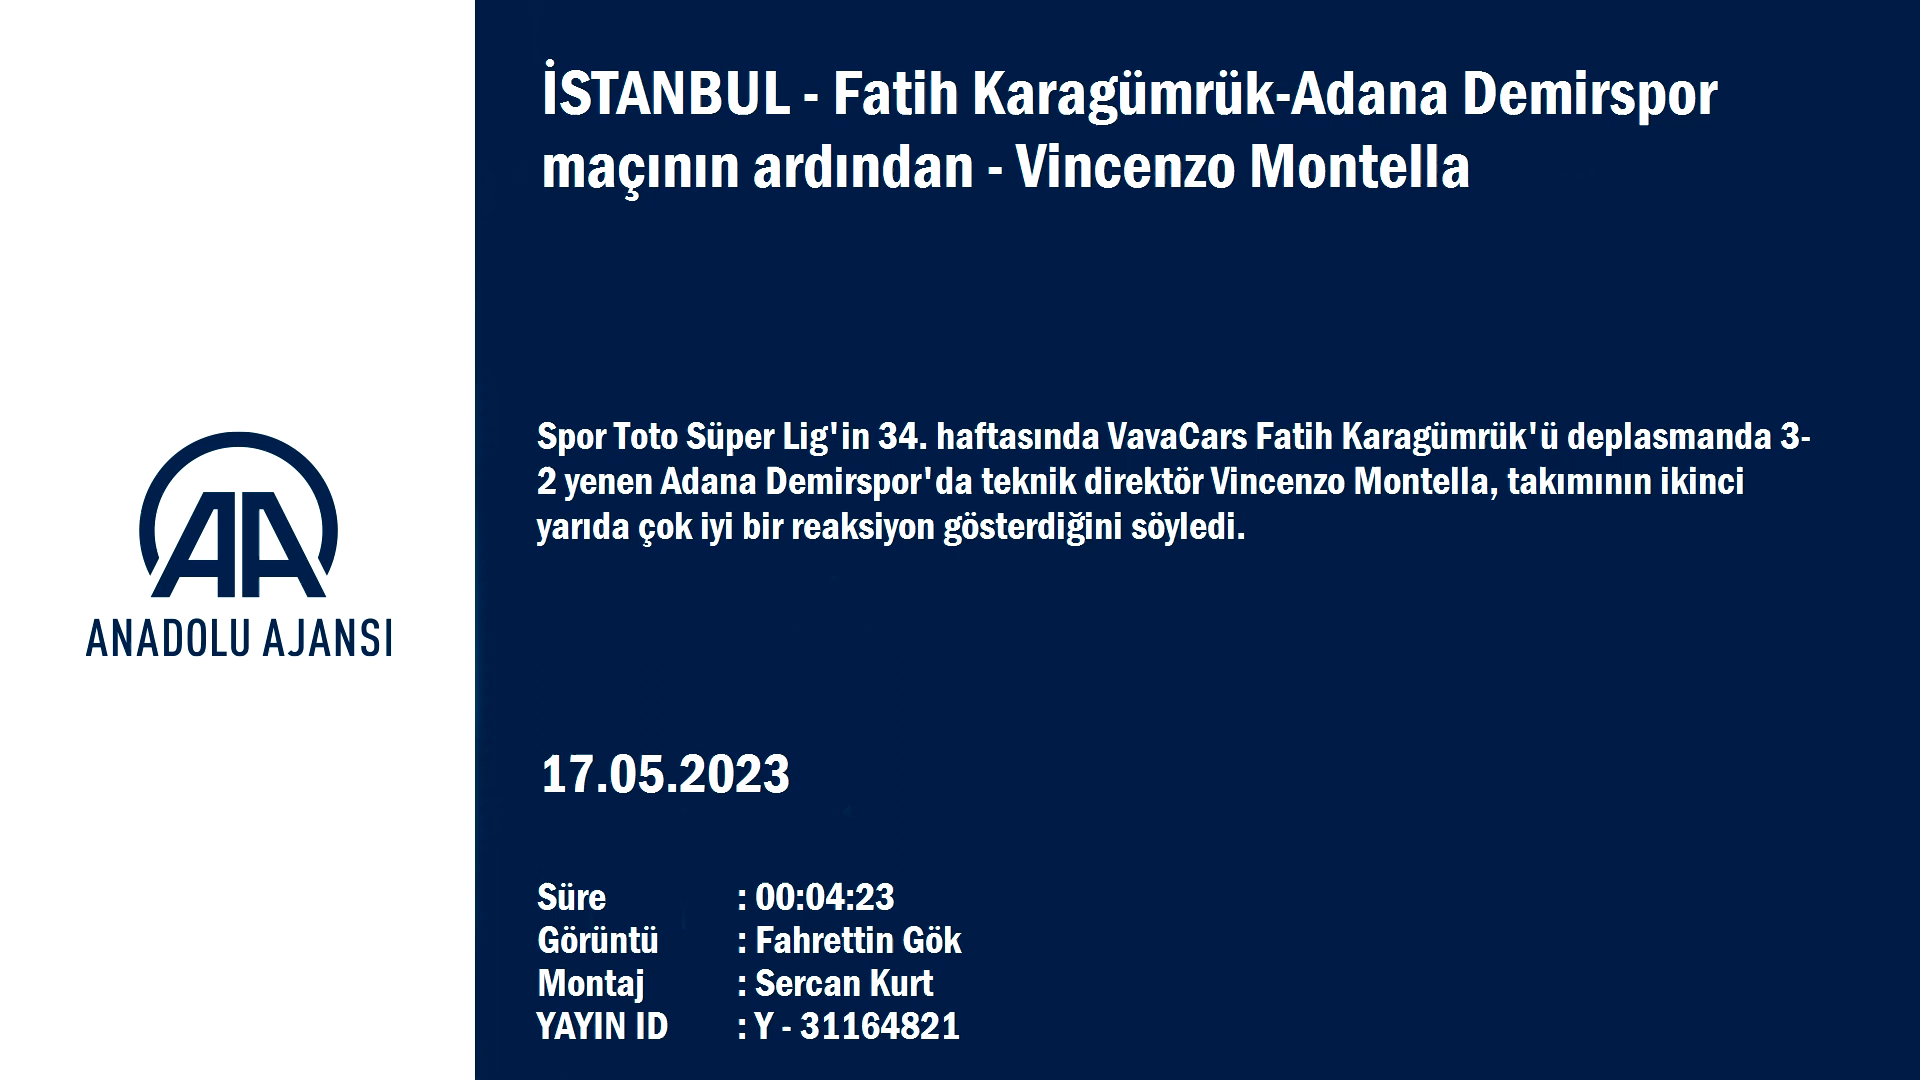 İSTANBUL - Fatih Karagümrük-Adana Demirspor
maçının ardından - Vincenzo Montella
Spor Toto Süper Lig'in 34. haftasında VavaCars Fatih Karagümrük'ü deplasmanda 3-
2 yenen Adana Demirspor'da teknik direktör Vincenzo Montella, takımının ikinci
yarıda çok iyi bir reaksiyon gösterdiğini söyledi.
AA
ANADOLU AJANSI
17.05.2023
Süre : 00:04:23
Görüntü : Fahrettin Gök
Montaj : Sercan Kurt
YAYIN ID : Y - 31164821